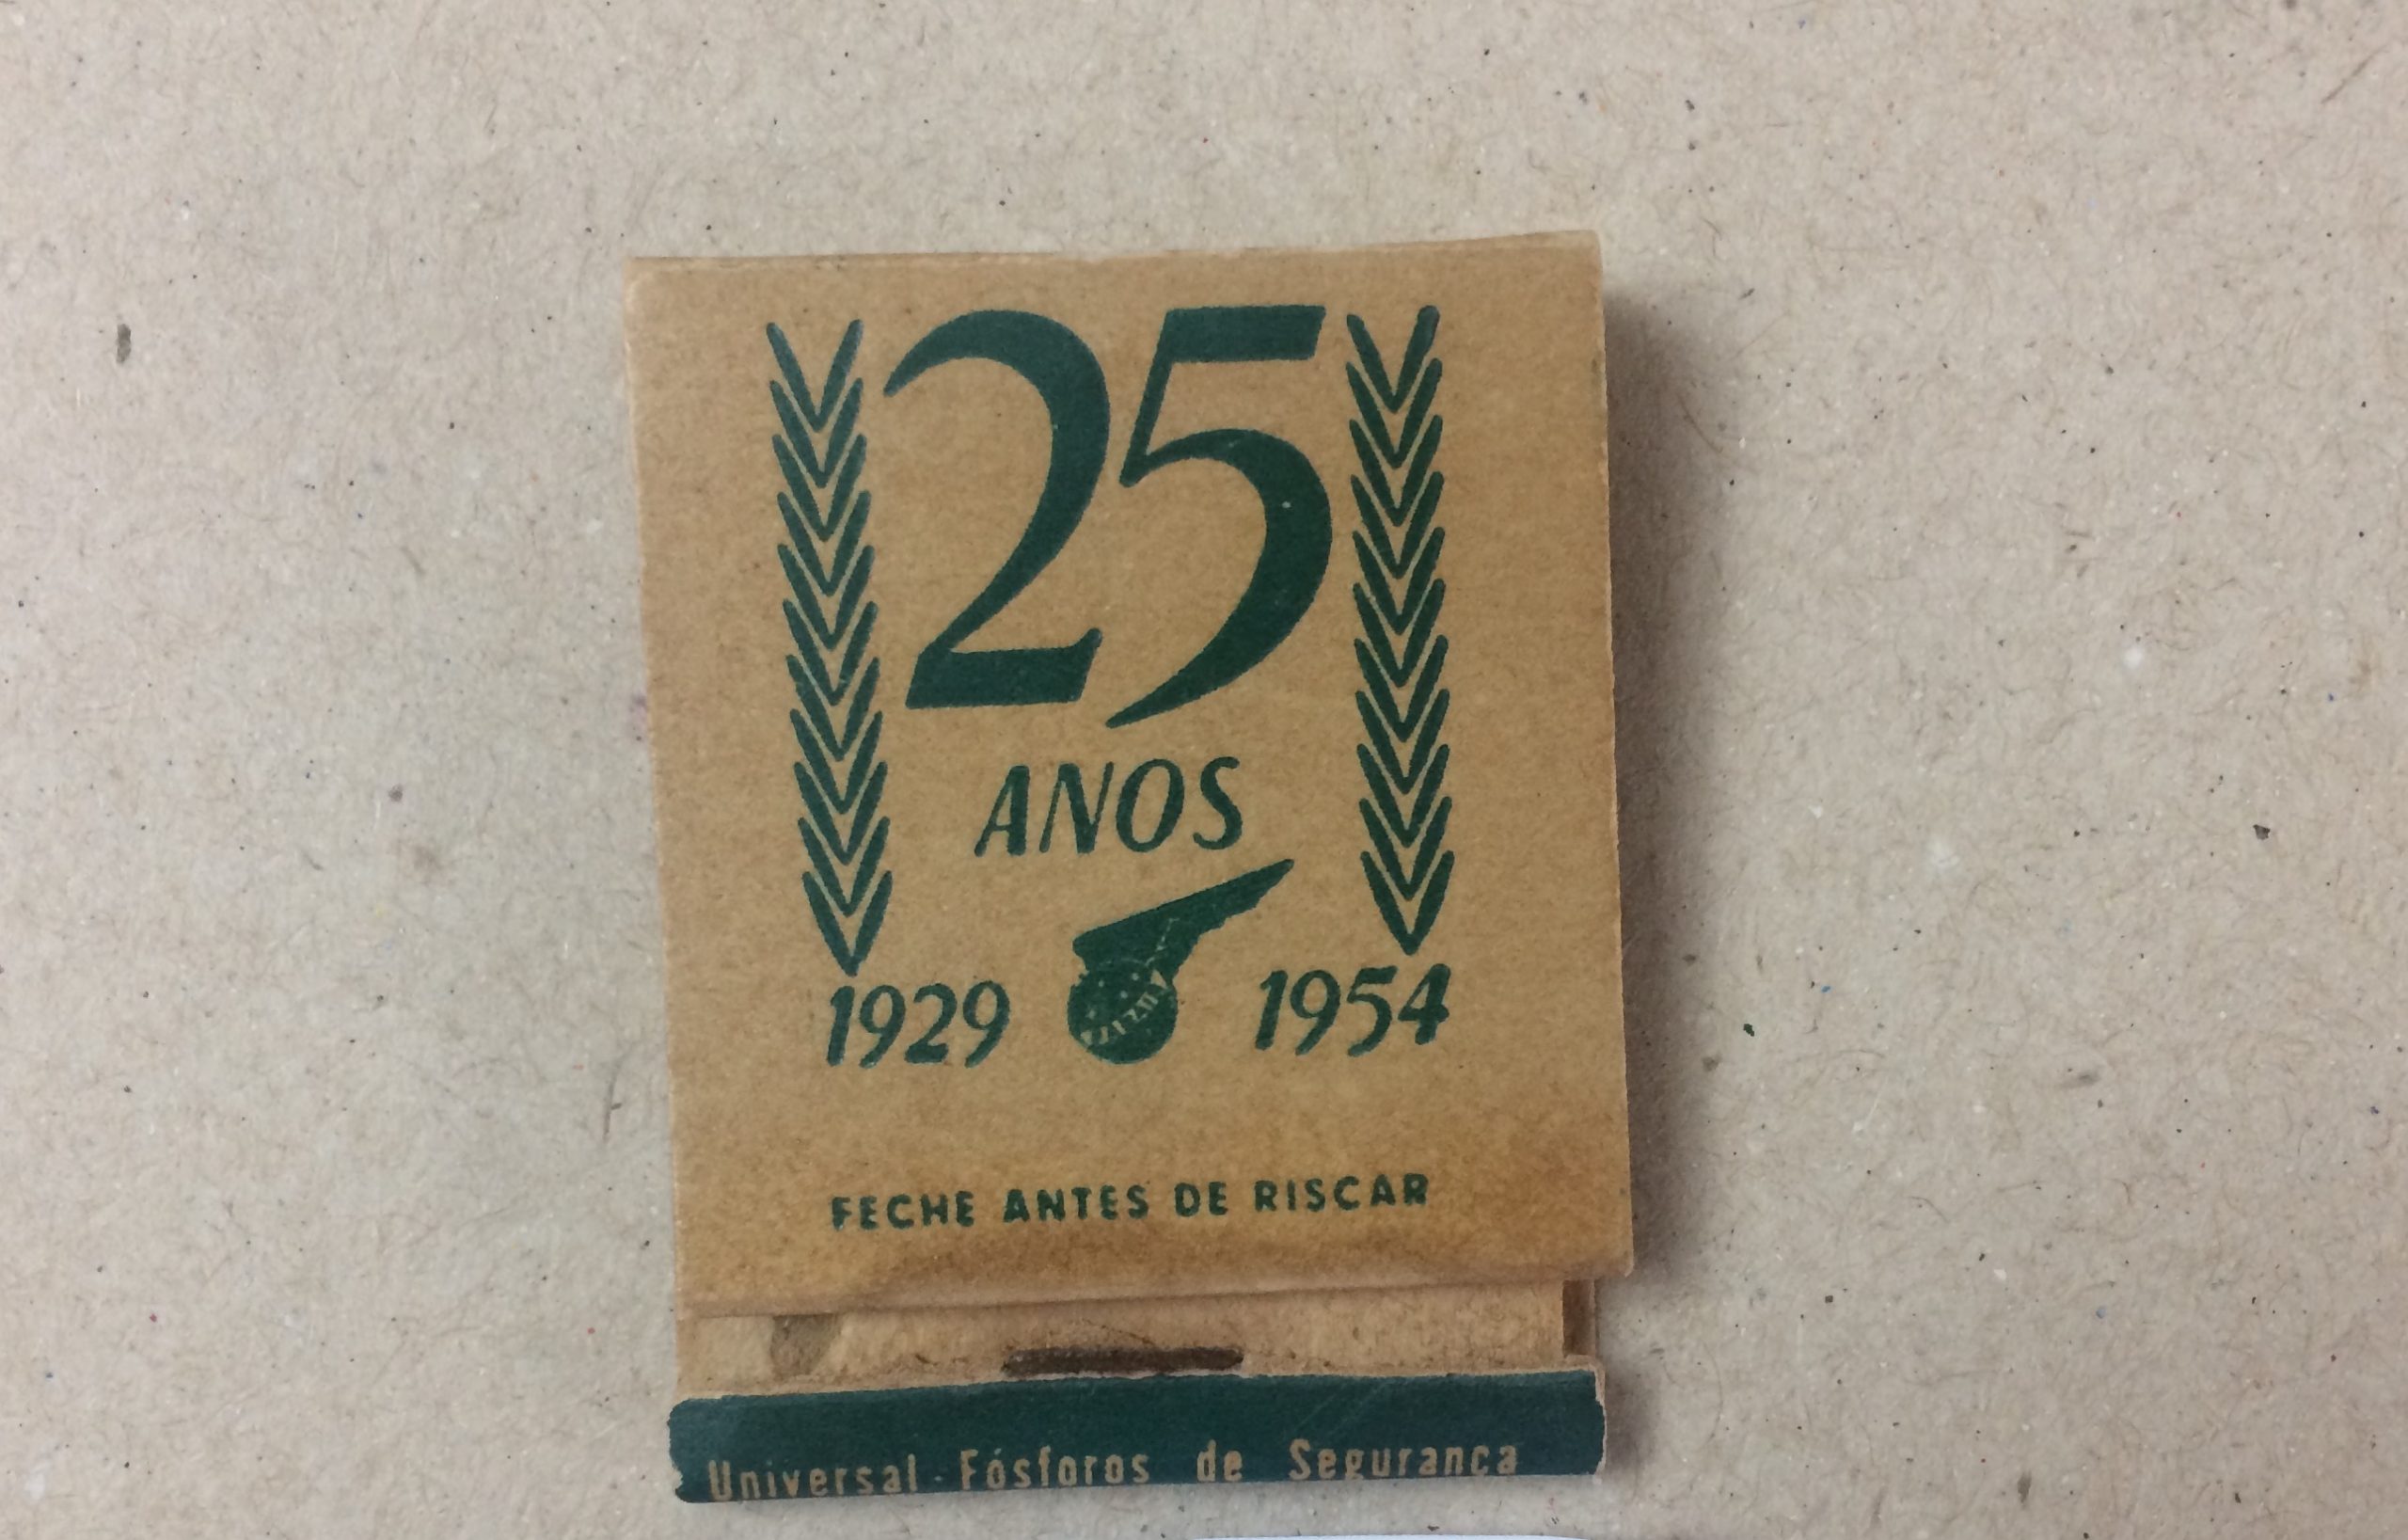 25
ANOS
1929 1954
FECHE ANTES DE RISCAR
Universal - Fósforos de Segurança